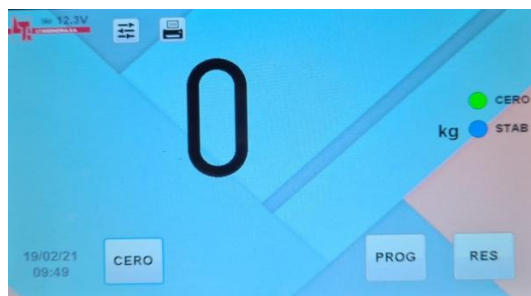 12.3V
0
CERO
kg
STAB
19/02/21
09:49
CERO
PROG
RES